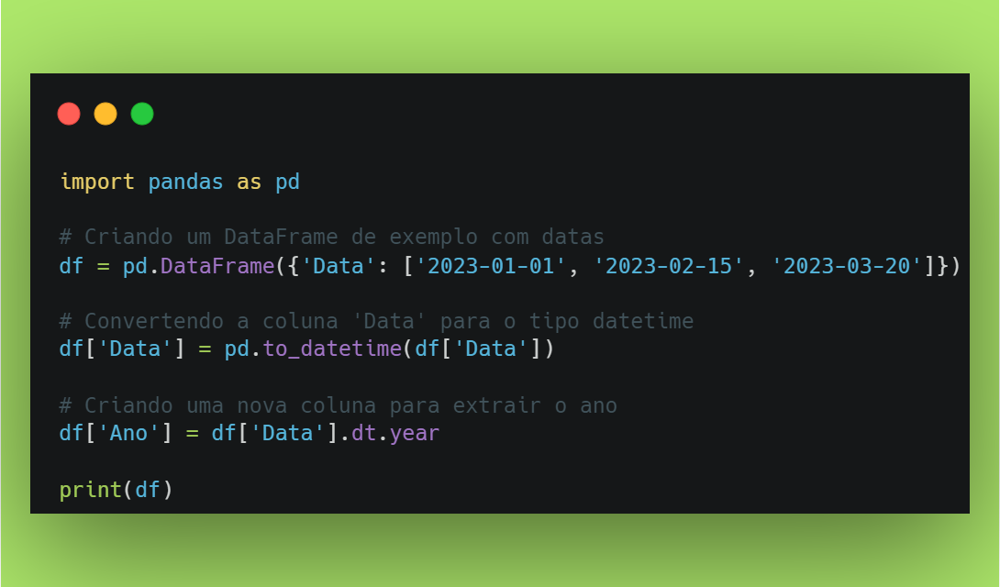 import pandas as pd
# Criando um DataFrame de exemplo com datas
df = pd.DataFrame({'Data': ['2023-01-01', '2023-02-15', '2023-03-20']})
# Convertendo a coluna 'Data' para o tipo datetime
df['Data'] = pd.to_datetime(df['Data'])
# Criando uma nova coluna para extrair o ano
df['Ano'] = df['Data'].dt.year
print(df)